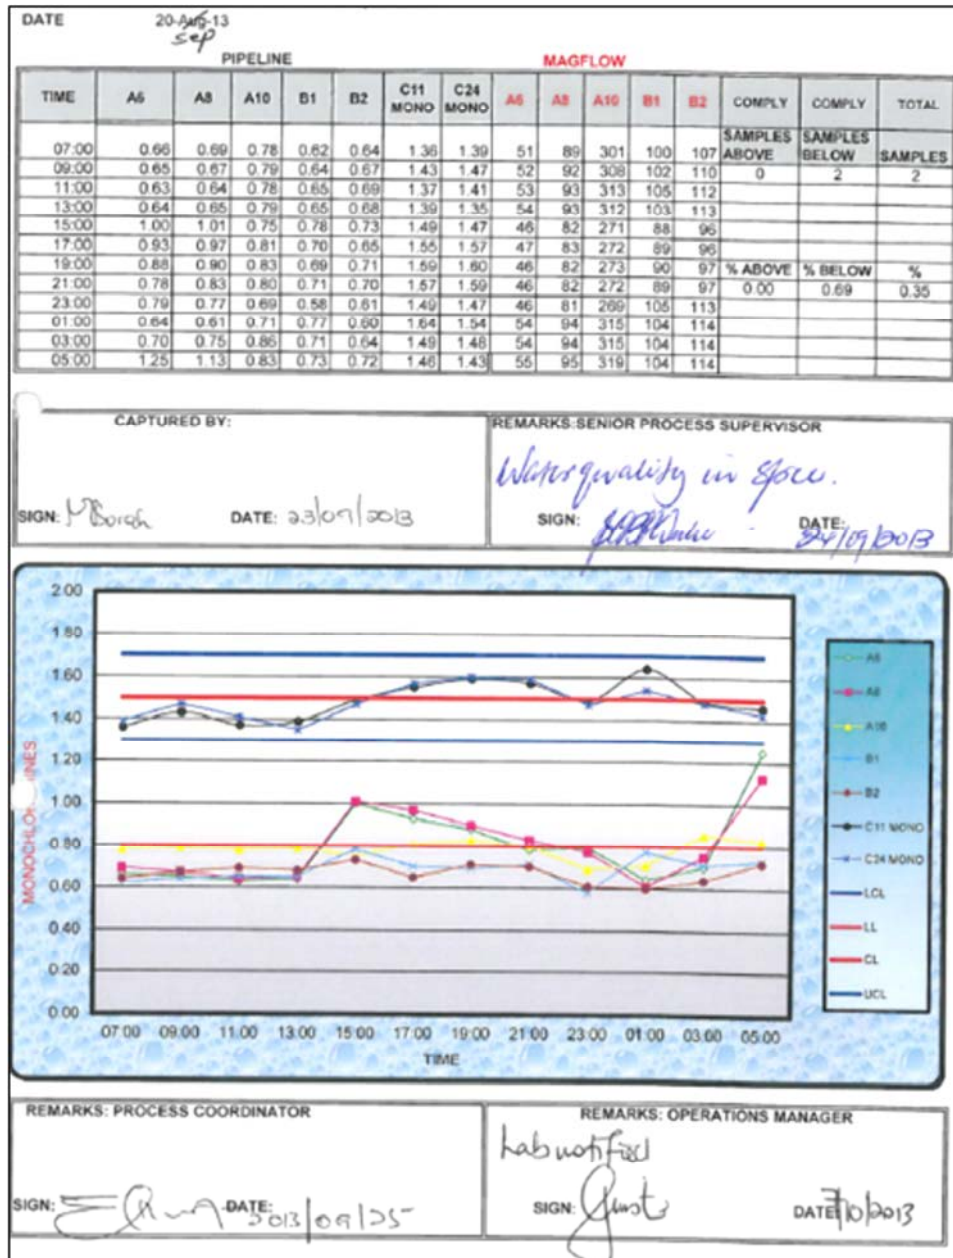 DATE 20-Aug-13
sep
PIPELINE MAGFLOW
TIME A6 A8 A10 B1 B2 C11 MONO C24 MONO A6 A8 A10 B1 B2 COMPLY COMPLY TOTAL
SAMPLES ABOVE SAMPLES BELOW SAMPLES
07:00 0.66 0.69 0.78 0.62 0.64 1.36 1.39 51 89 301 100 107
09:00 0.65 0.67 0.79 0.64 0.67 1.43 1.47 52 92 308 102 110 0 2 2
11:00 0.63 0.64 0.78 0.65 0.69 1.37 1.41 53 93 313 105 112
13:00 0.64 0.65 0.79 0.65 0.68 1.39 1.35 54 93 312 103 113
15:00 1.00 1.01 0.75 0.78 0.73 1.49 1.47 46 82 271 88 96
17:00 0.93 0.97 0.81 0.70 0.65 1.55 1.57 47 83 272 89 96
19:00 0.88 0.90 0.83 0.69 0.71 1.59 1.60 46 82 273 90 97 % ABOVE % BELOW %
21:00 0.78 0.83 0.80 0.71 0.70 1.57 1.59 46 82 272 89 97 0.00 0.69 0.35
23:00 0.79 0.77 0.69 0.58 0.61 1.49 1.47 46 81 269 105 113
01:00 0.64 0.61 0.71 0.77 0.60 1.64 1.54 54 94 315 104 114
03:00 0.70 0.75 0.86 0.71 0.64 1.49 1.48 54 94 315 104 114
05:00 1.25 1.13 0.83 0.73 0.72 1.46 1.43 55 95 319 104 114
CAPTURED BY:
SIGN: DATE: 23/09/2013
REMARKS:SENIOR PROCESS SUPERVISOR
Water quality in spec.
SIGN: DATE: 24/09/2013
2.00
1.80
1.60
1.40
1.20
1.00
0.80
0.60
0.40
0.20
0.00
07:00 09:00 11:00 13:00 15:00 17:00 19:00 21:00 23:00 01:00 03:00 05:00
TIME
A6
A8
A10
B1
B2
C11 MONO
C24 MONO
LCL
LL
CL
UCL
REMARKS: PROCESS COORDINATOR
SIGN: DATE: 2013/09/25
REMARKS: OPERATIONS MANAGER
Lab notified
SIGN: DATE /10/2013